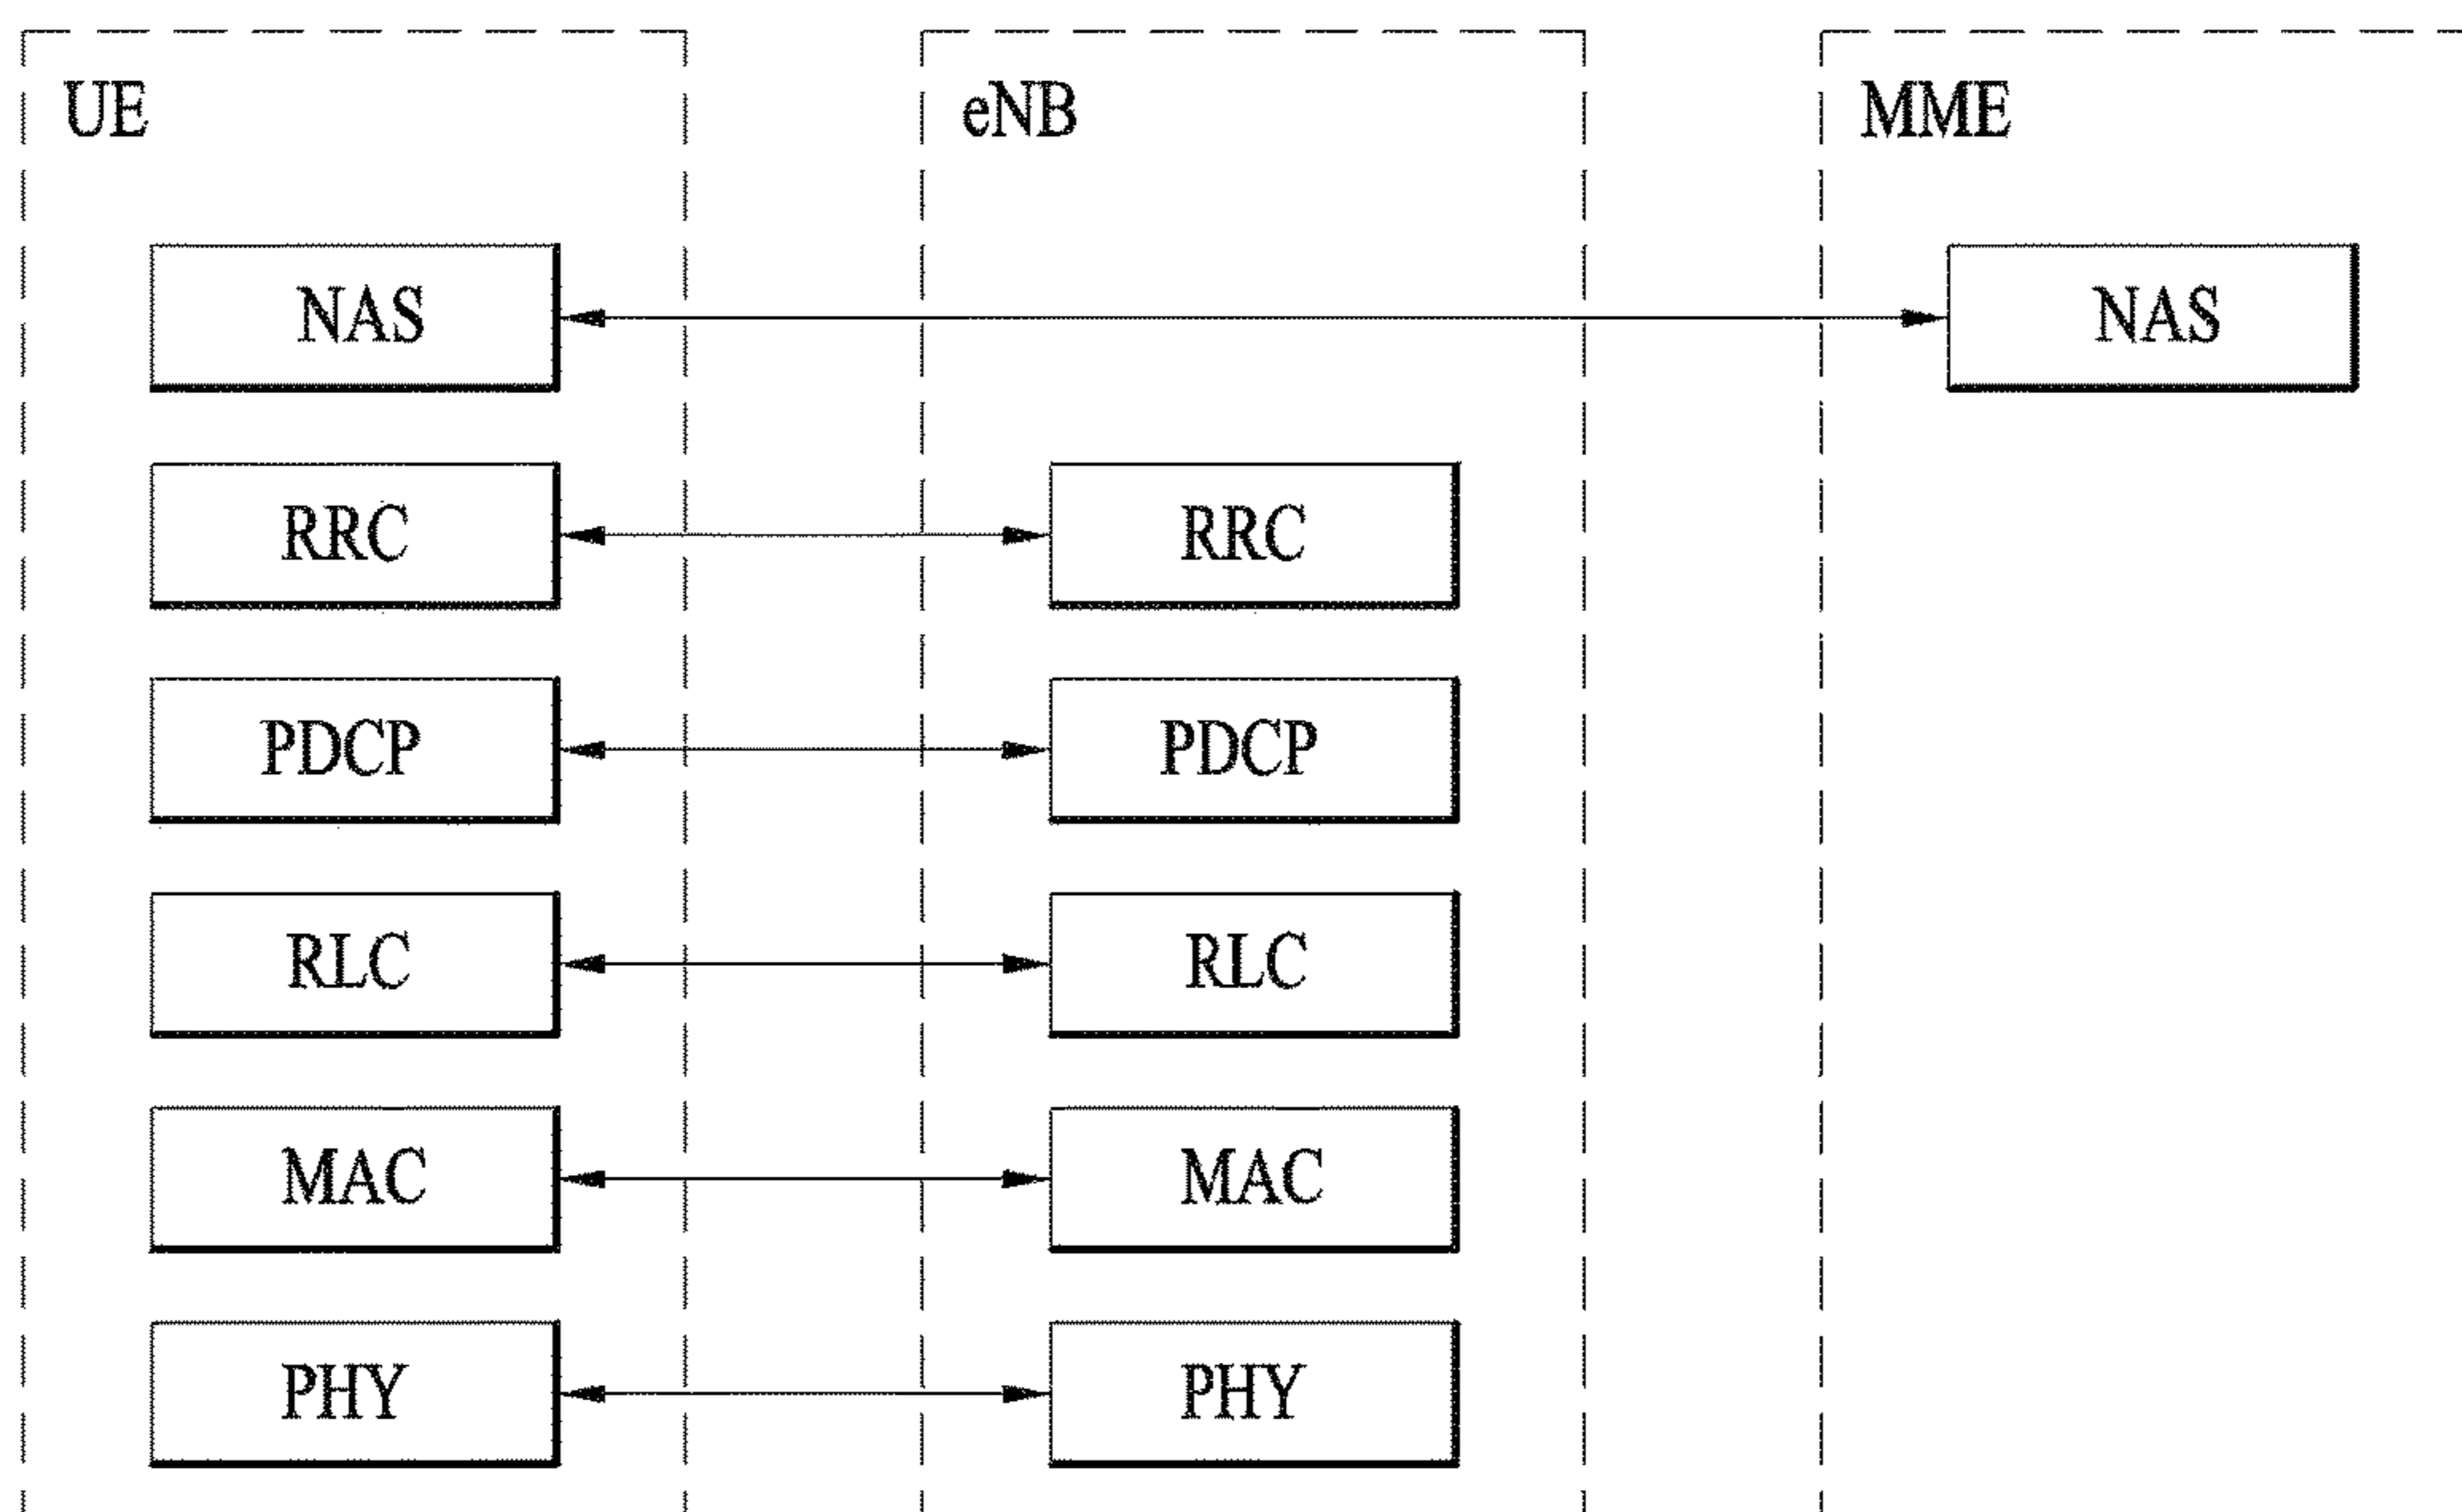 UE eNB MME
NAS NAS
RRC RRC
PDCP PDCP
RLC RLC
MAC MAC
PHY PHY